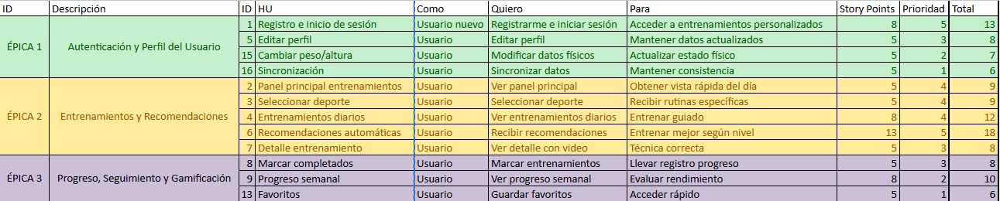 ID Descripción ID HU Como Quiero Para Story Points Prioridad Total
1 Registro e inicio de sesión Usuario nuevo Registrarme e iniciar sesión Acceder a entrenamientos personalizados 8 5 13
5 Editar perfil Usuario Editar perfil Mantener datos actualizados 5 3 8
ÉPICA 1 Autenticación y Perfil del Usuario
15 Cambiar peso/altura Usuario Modificar datos físicos Actualizar estado físico 5 2 7
16 Sincronización Usuario Sincronizar datos Mantener consistencia 5 1 6
2 Panel principal entrenamientos Usuario Ver panel principal Obtener vista rápida del día 5 4 9
3 Seleccionar deporte Usuario Seleccionar deporte Recibir rutinas específicas 5 4 9
ÉPICA 2 Entrenamientos y Recomendaciones 4 Entrenamientos diarios Usuario Ver entrenamientos diarios Entrenar guiado 8 4 12
6 Recomendaciones automáticas Usuario Recibir recomendaciones Entrenar mejor según nivel 13 5 18
7 Detalle entrenamiento Usuario Ver detalle con video Técnica correcta 5 3 8
8 Marcar completados Usuario Marcar entrenamientos Llevar registro progreso 5 3 8
ÉPICA 3 Progreso, Seguimiento y Gamificación 9 Progreso semanal Usuario Ver progreso semanal Evaluar rendimiento 8 2 10
13 Favoritos Usuario Guardar favoritos Acceder rápido 5 1 6